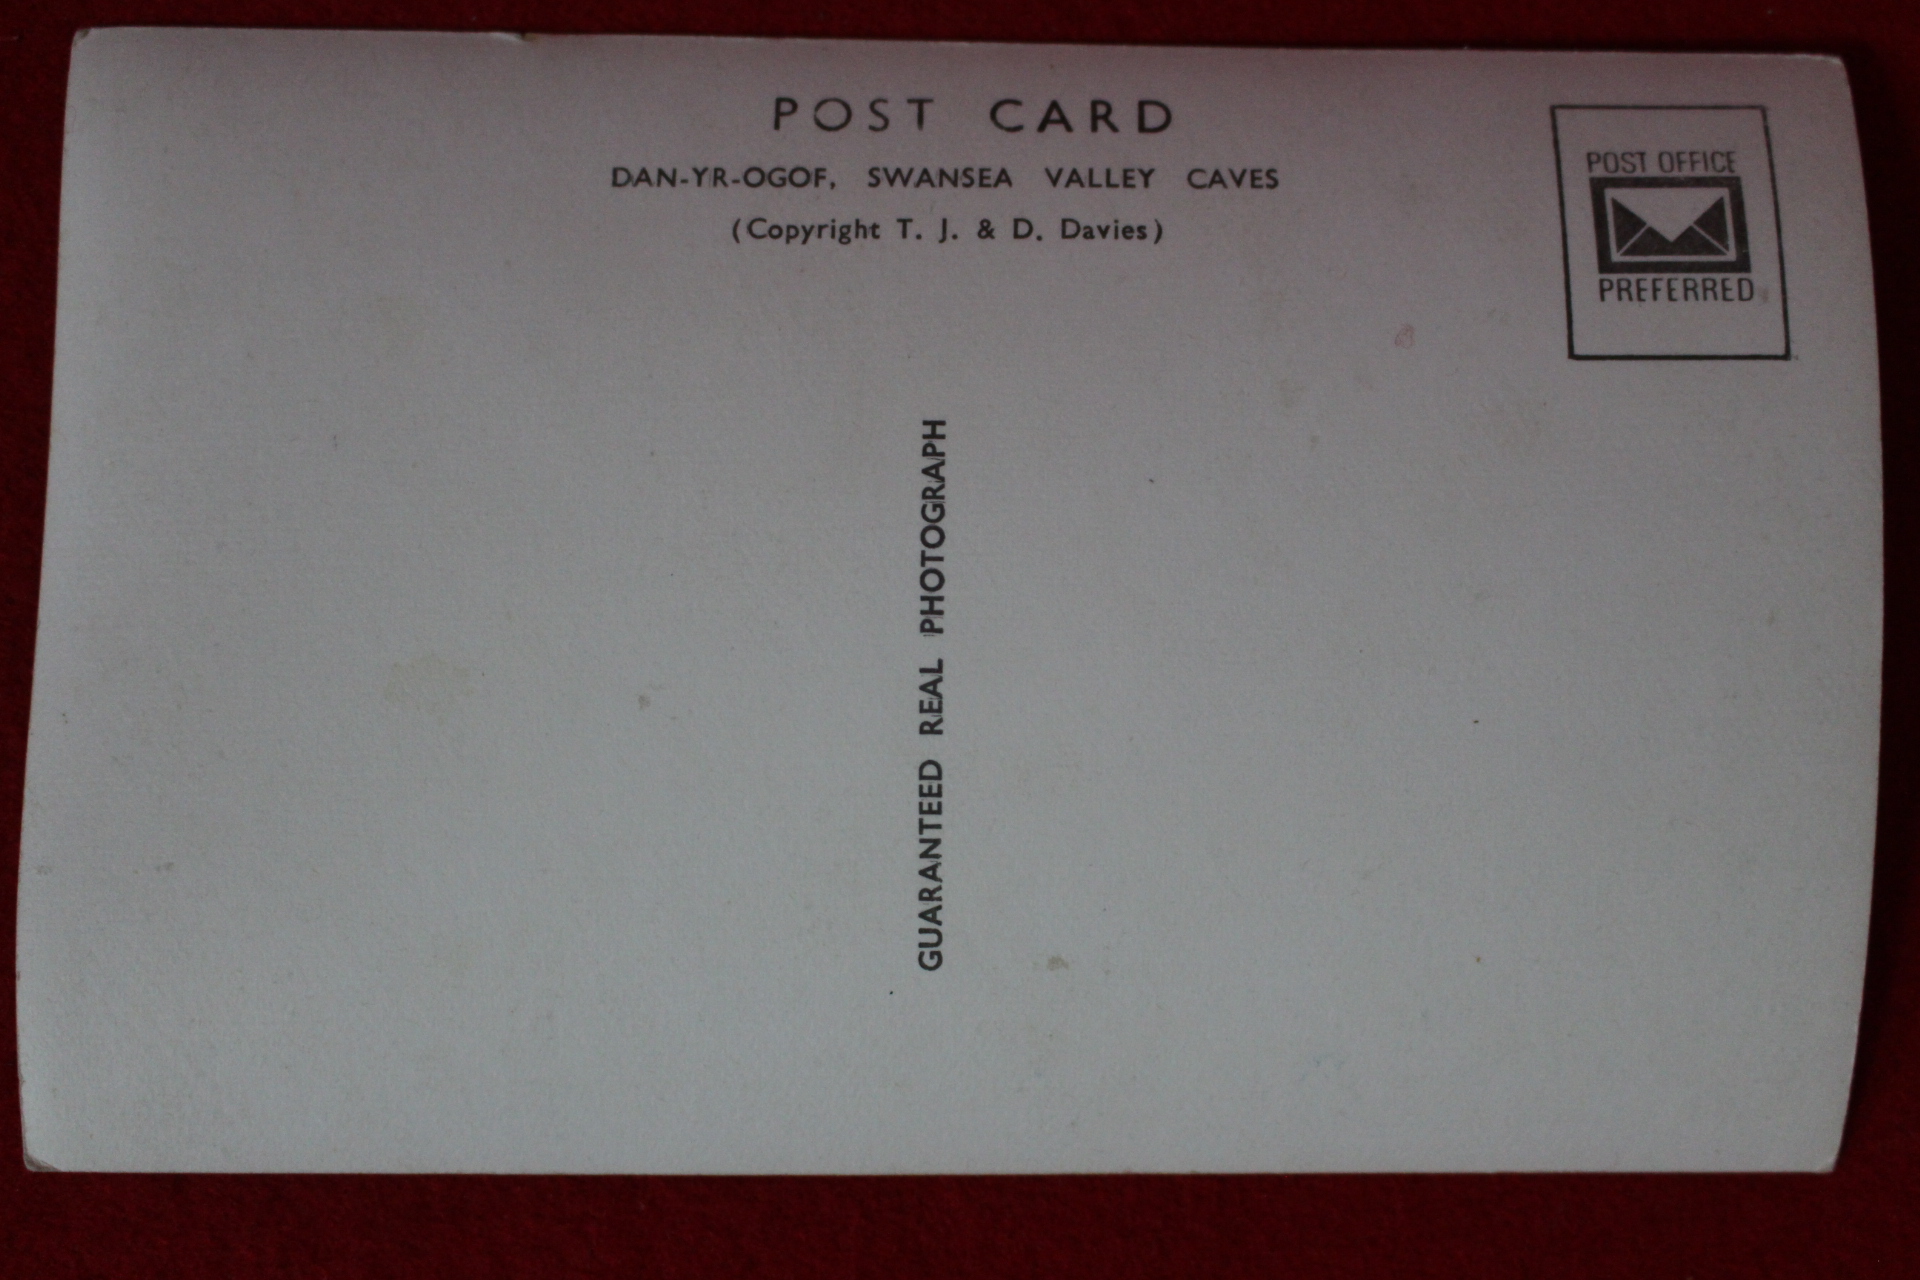 POST CARD
DAN-YR-OGOF, SWANSEA VALLEY CAVES
(Copyright T. J. & D. Davies)
POST OFFICE
PREFERRED
GUARANTEED REAL PHOTOGRAPH